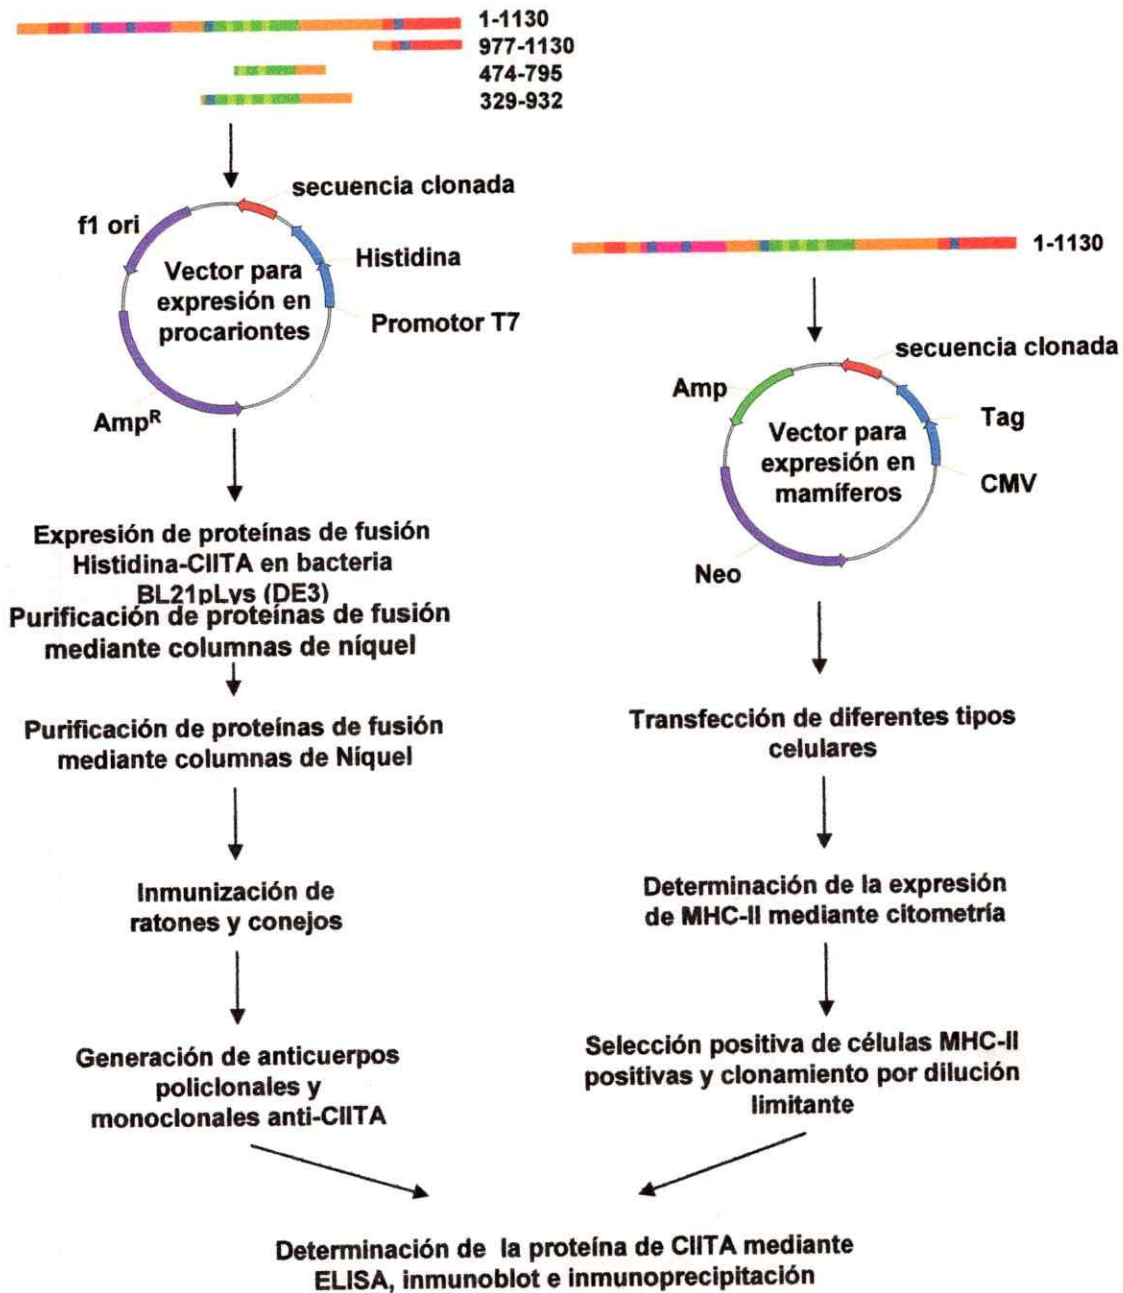 1-1130
977-1130
474-795
329-932
secuencia clonada
f1 ori
Histidina
Vector para
expresión en
procariontes
Promotor T7
AmpR
Expresión de proteínas de fusión
Histidina-CIITA en bacteria
BL21pLys (DE3)
Purificación de proteínas de fusión
mediante columnas de níquel
Purificación de proteínas de fusión
mediante columnas de Níquel
Inmunización de
ratones y conejos
Generación de anticuerpos
policlonales y
monoclonales anti-CIITA
1-1130
secuencia clonada
Amp
Tag
Vector para
expresión en
mamíferos
CMV
Neo
Transfección de diferentes tipos
celulares
Determinación de la expresión
de MHC-II mediante citometría
Selección positiva de células MHC-II
positivas y clonamiento por dilución
limitante
Determinación de la proteína de CIITA mediante
ELISA, inmunoblot e inmunoprecipitación